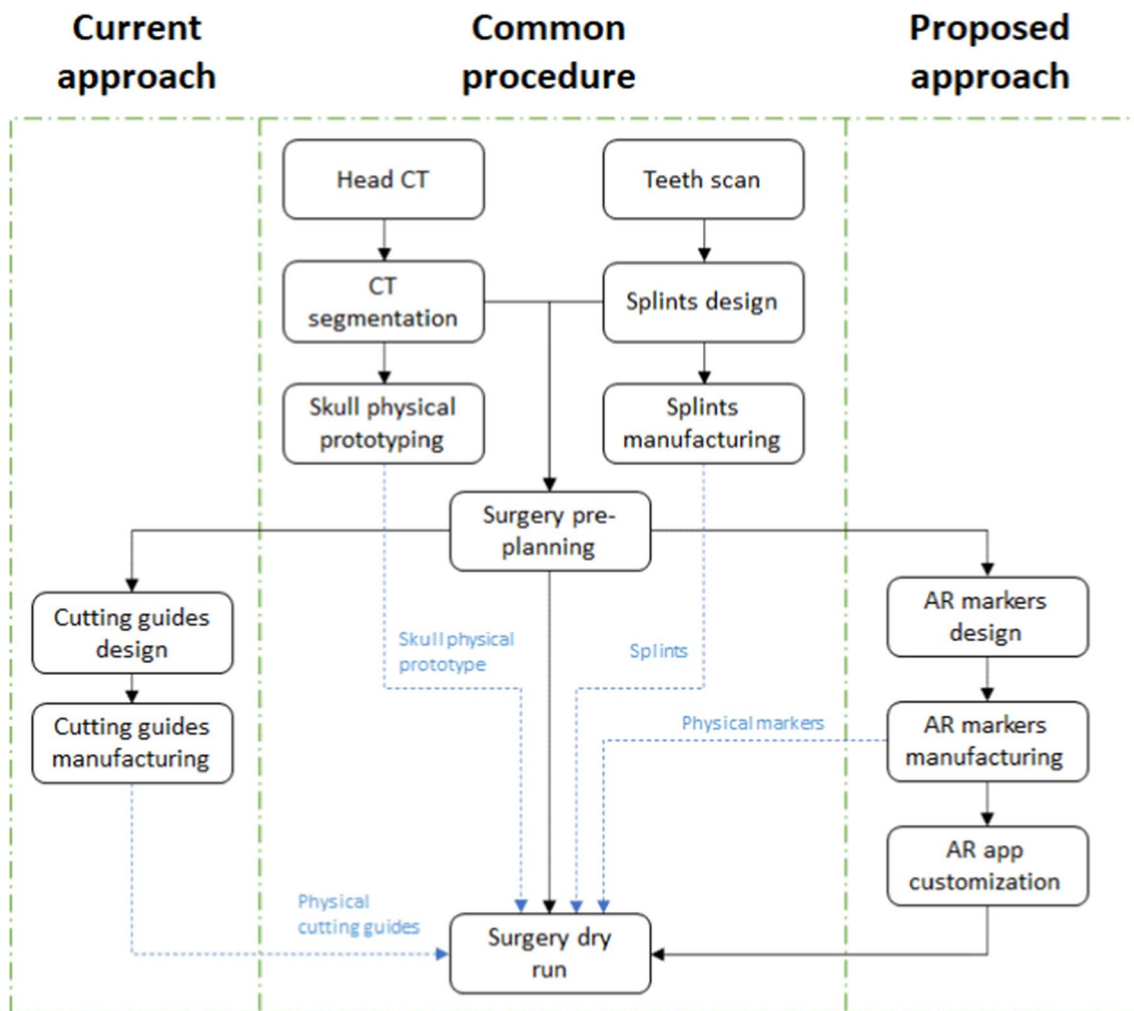 Current
approach
Common
procedure
Proposed
approach
Head CT
Teeth scan
CT
segmentation
Splints design
Skull physical
prototyping
Splints
manufacturing
Surgery pre-
planning
Cutting guides
design
AR markers
design
Skull physical
prototype
Splints
Cutting guides
manufacturing
Physical markers
AR markers
manufacturing
AR app
customization
Physical
cutting guides
Surgery dry
run